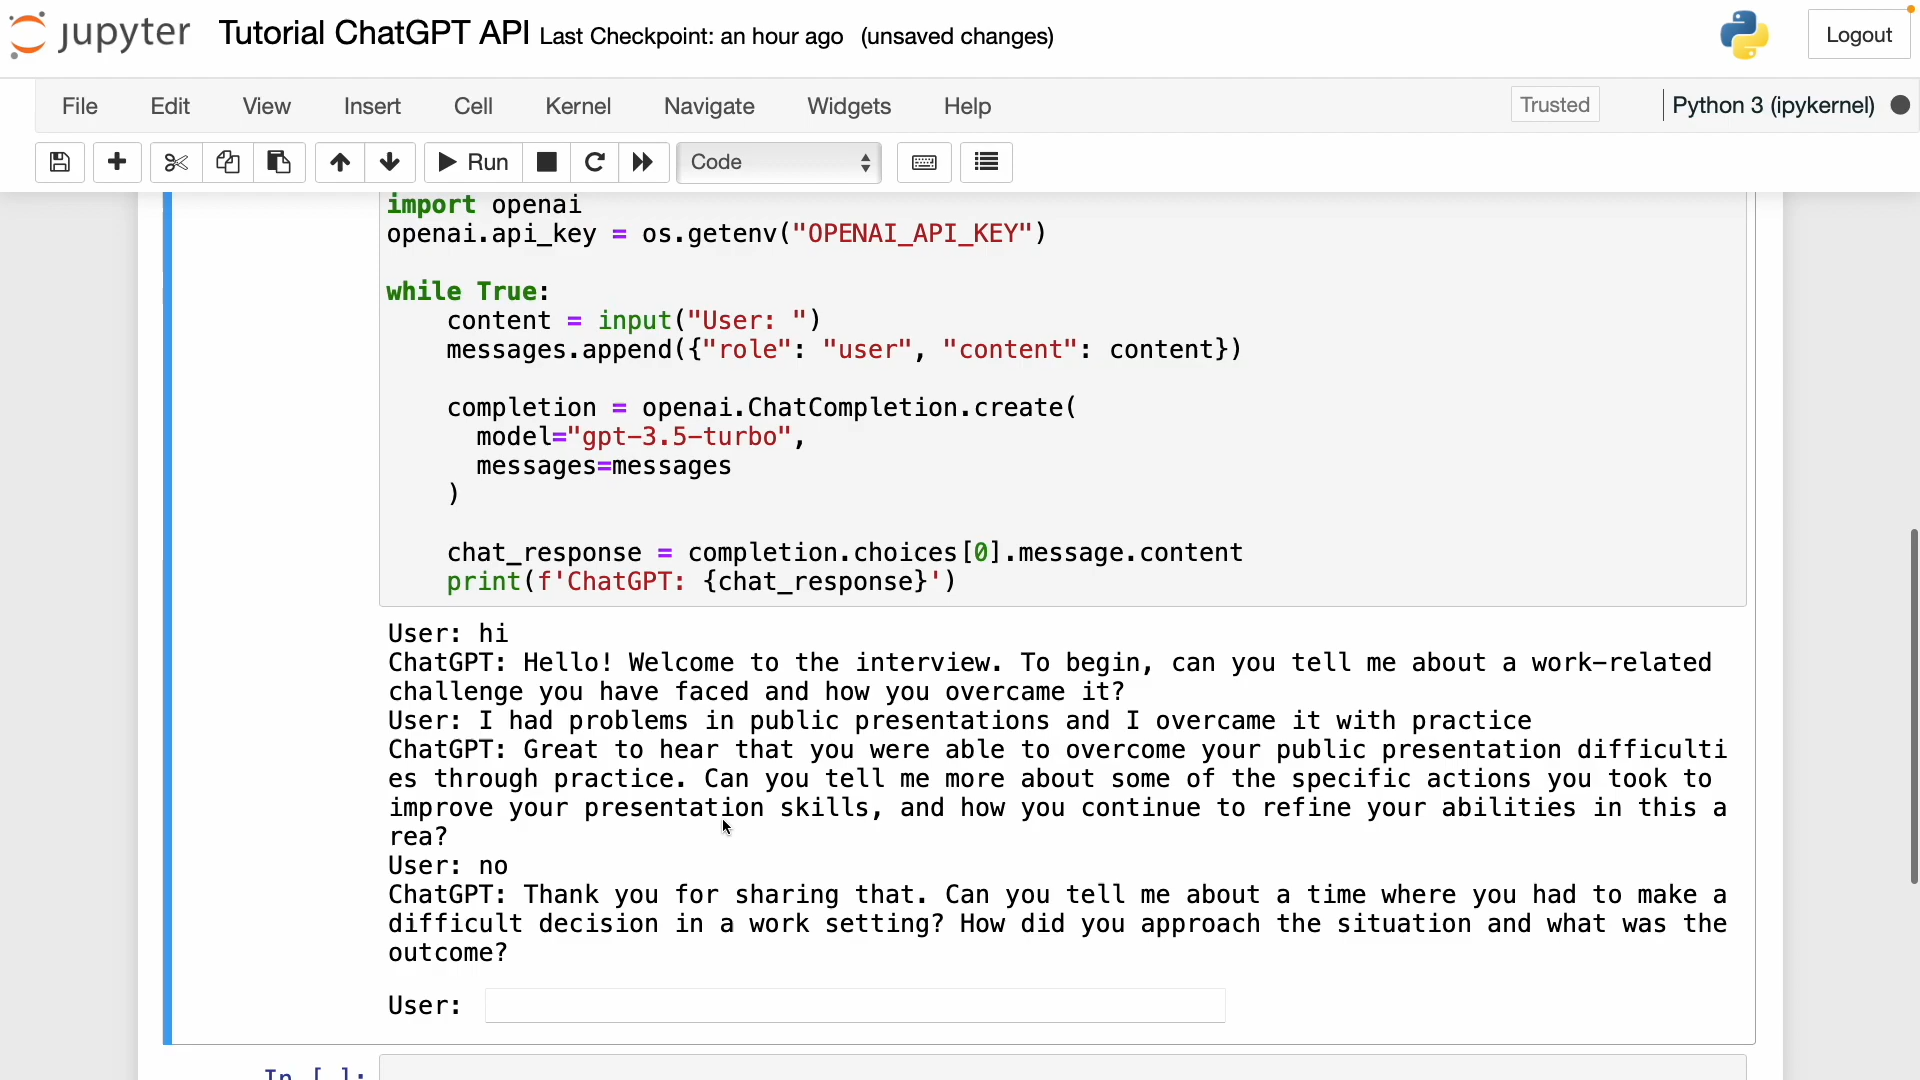 jupyter Tutorial ChatGPT API Last Checkpoint: an hour ago (unsaved changes) Logout
File Edit View Insert Cell Kernel Navigate Widgets Help Trusted Python 3 (ipykernel)
Run Code
import openai
openai.api_key = os.getenv("OPENAI_API_KEY")
while True:
    content = input("User: ")
    messages.append({"role": "user", "content": content})
    completion = openai.ChatCompletion.create(
      model="gpt-3.5-turbo",
      messages=messages
    )
    chat_response = completion.choices[0].message.content
    print(f'ChatGPT: {chat_response}')
User: hi
ChatGPT: Hello! Welcome to the interview. To begin, can you tell me about a work-related
challenge you have faced and how you overcame it?
User: I had problems in public presentations and I overcame it with practice
ChatGPT: Great to hear that you were able to overcome your public presentation difficulti
es through practice. Can you tell me more about some of the specific actions you took to
improve your presentation skills, and how you continue to refine your abilities in this a
rea?
User: no
ChatGPT: Thank you for sharing that. Can you tell me about a time where you had to make a
difficult decision in a work setting? How did you approach the situation and what was the
outcome?
User:
In [ ]: